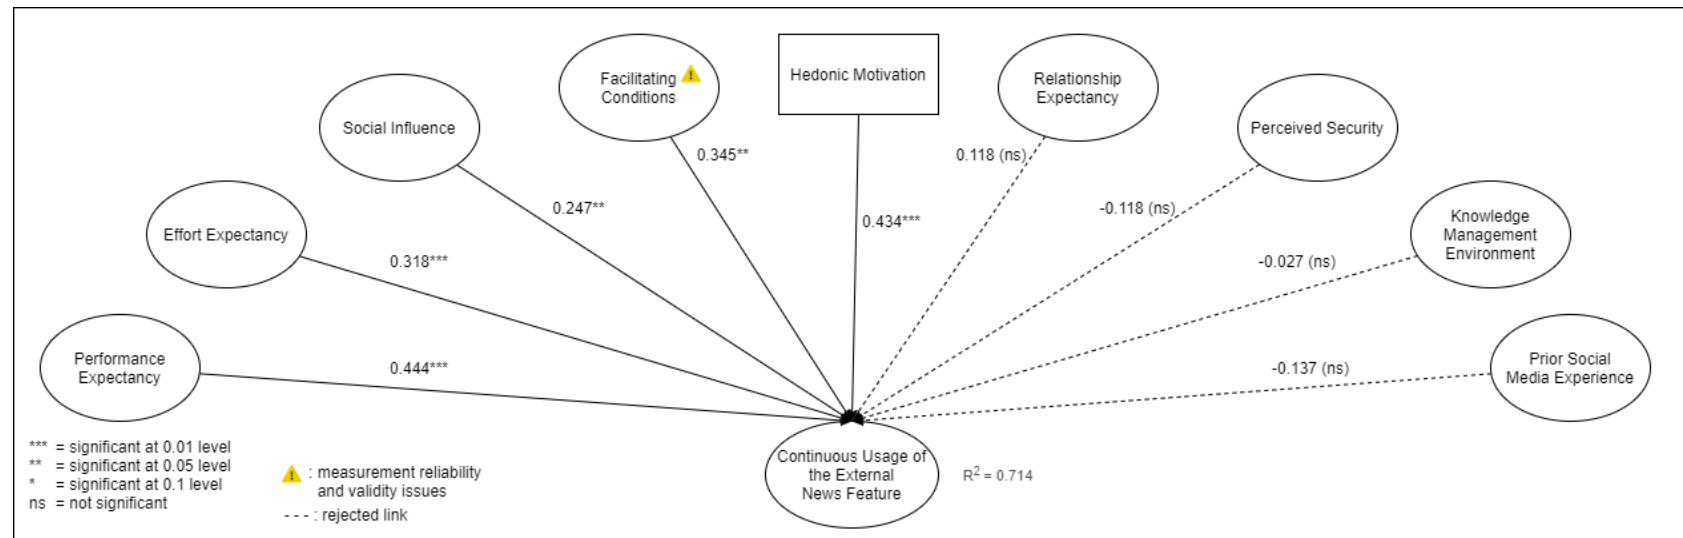 Facilitating
Conditions
Hedonic Motivation
Relationship
Expectancy
Social Influence
Perceived Security
0.345**
0.118 (ns)
0.247**
-0.118 (ns)
0.434***
Effort Expectancy
Knowledge
Management
Environment
0.318***
-0.027 (ns)
Performance
Expectancy
0.444***
-0.137 (ns)
Prior Social
Media Experience
Continuous Usage of
the External
News Feature
R² = 0.714
*** = significant at 0.01 level
** = significant at 0.05 level
* = significant at 0.1 level
ns = not significant
: measurement reliability
and validity issues
- - - : rejected link